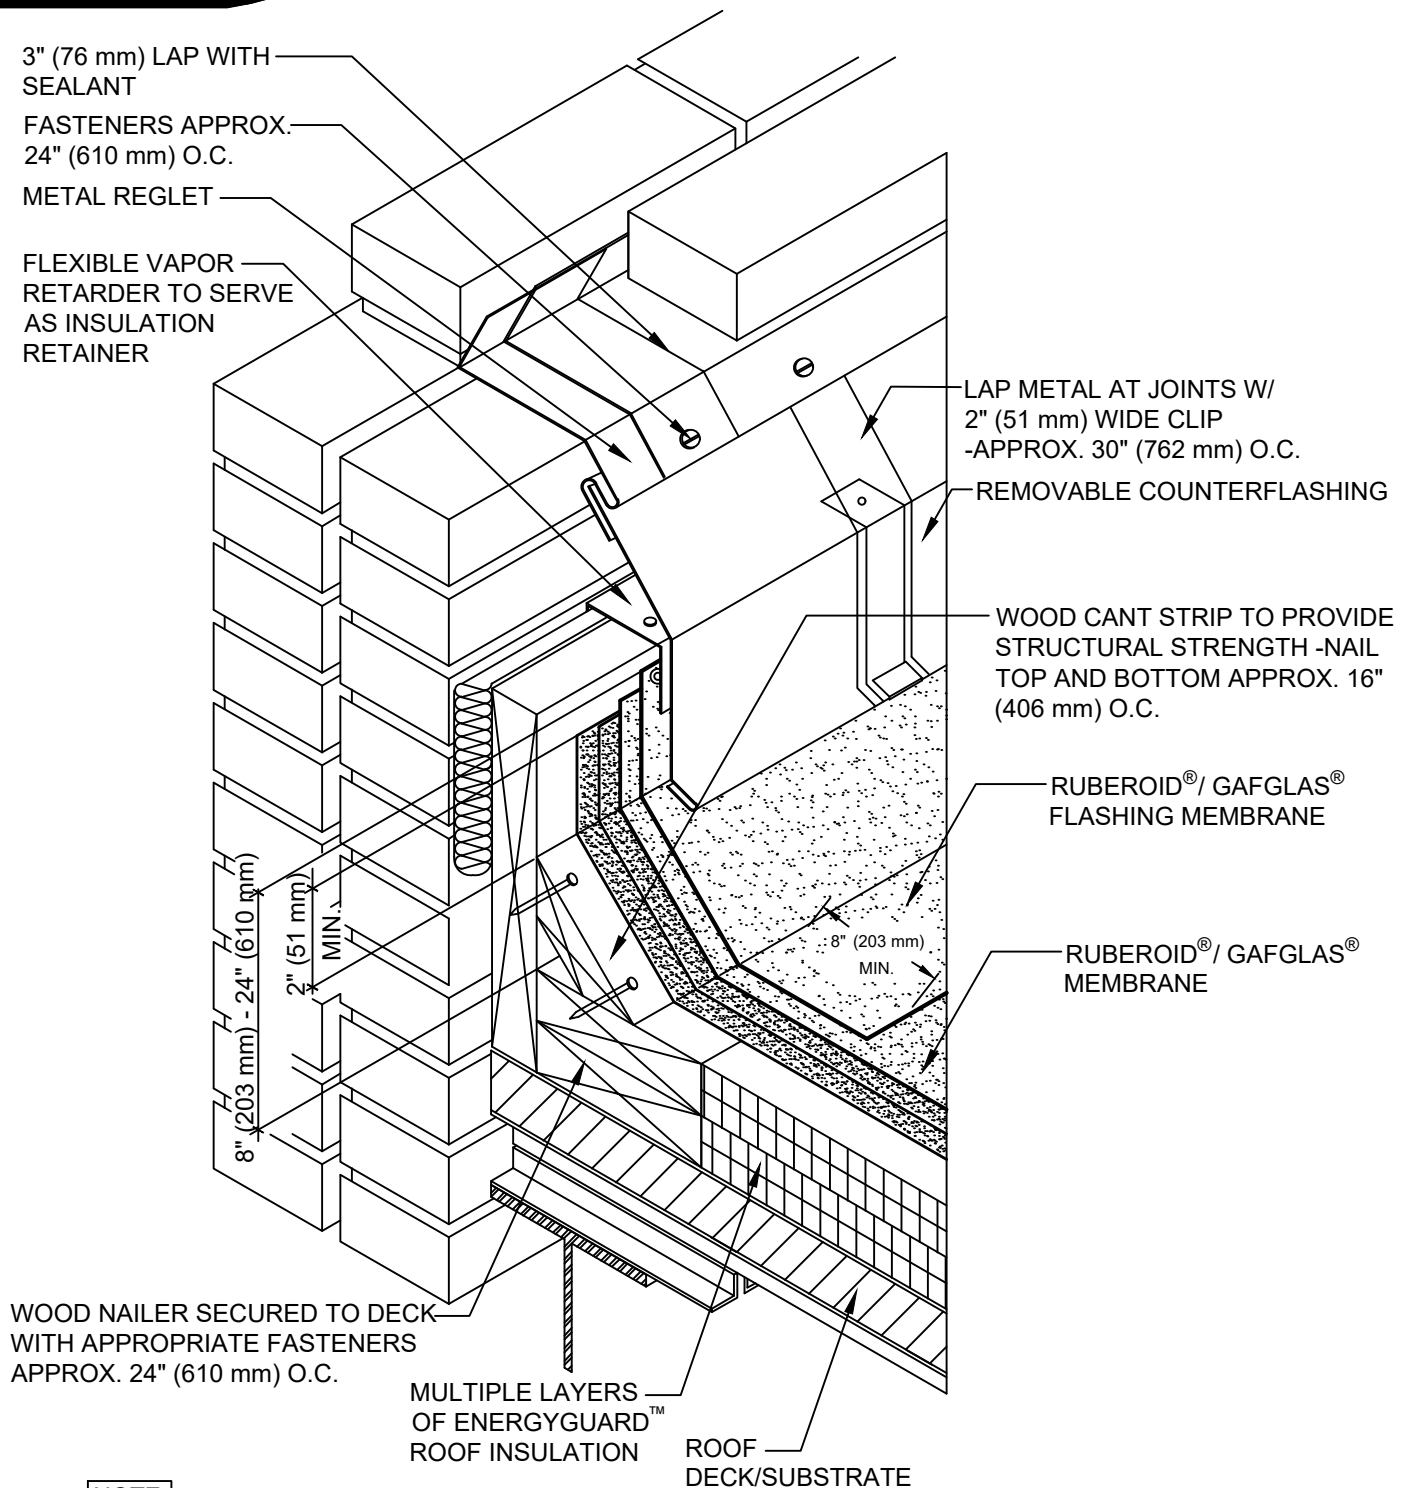 3" (76 mm) LAP WITH
SEALANT
FASTENERS APPROX.
24" (610 mm) O.C.
METAL REGLET
FLEXIBLE VAPOR
RETARDER TO SERVE
AS INSULATION
RETAINER
LAP METAL AT JOINTS W/
2" (51 mm) WIDE CLIP
-APPROX. 30" (762 mm) O.C.
REMOVABLE COUNTERFLASHING
WOOD CANT STRIP TO PROVIDE
STRUCTURAL STRENGTH -NAIL
TOP AND BOTTOM APPROX. 16"
(406 mm) O.C.
RUBEROID®/ GAFGLAS®
FLASHING MEMBRANE
8" (203 mm)
MIN.
RUBEROID®/ GAFGLAS®
MEMBRANE
8" (203 mm) - 24" (610 mm)
2" (51 mm)
MIN.
WOOD NAILER SECURED TO DECK
WITH APPROPRIATE FASTENERS
APPROX. 24" (610 mm) O.C.
MULTIPLE LAYERS
OF ENERGYGUARD™
ROOF INSULATION
ROOF
DECK/SUBSTRATE